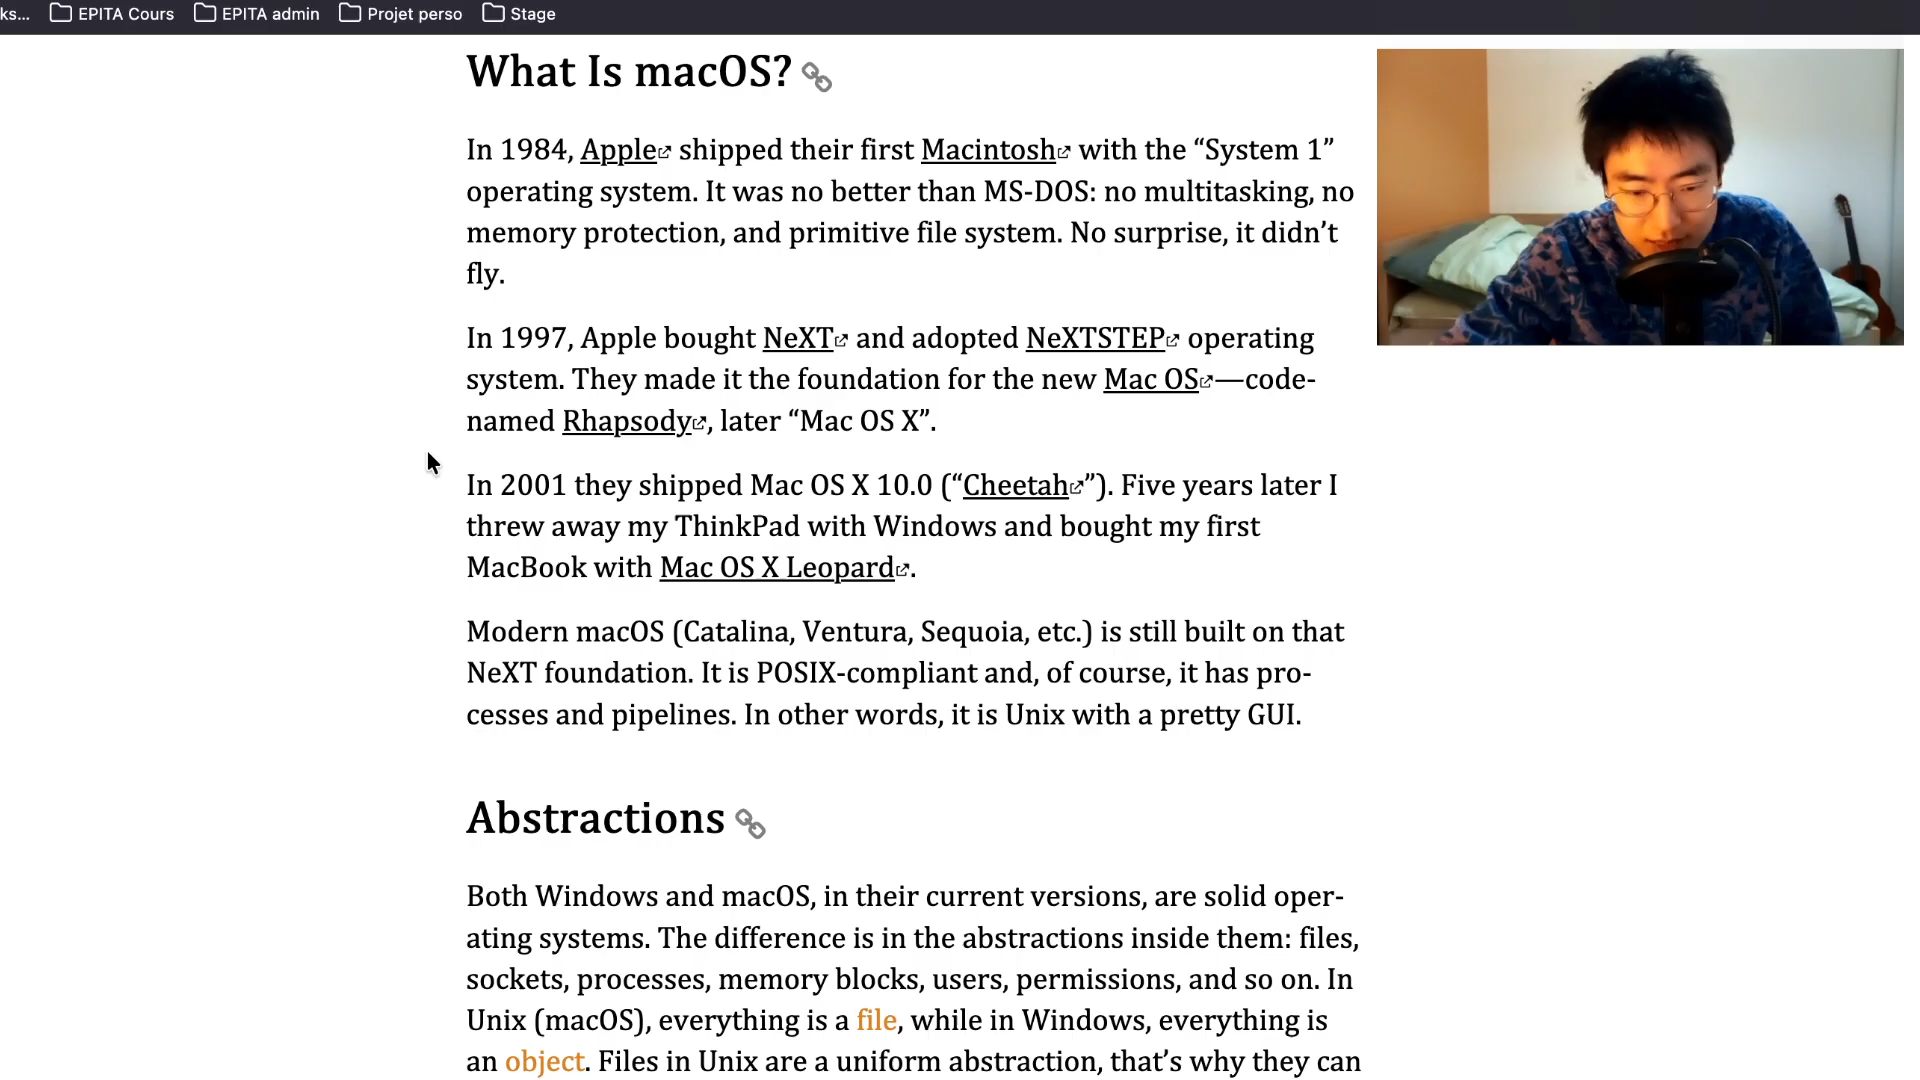 ks...
EPITA Cours
EPITA admin
Projet perso
Stage
What Is macOS?
In 1984, Apple shipped their first Macintosh with the “System 1”
operating system. It was no better than MS-DOS: no multitasking, no
memory protection, and primitive file system. No surprise, it didn’t
fly.
In 1997, Apple bought NeXT and adopted NeXTSTEP operating
system. They made it the foundation for the new Mac OS—code-
named Rhapsody, later “Mac OS X”.
In 2001 they shipped Mac OS X 10.0 (“Cheetah”). Five years later I
threw away my ThinkPad with Windows and bought my first
MacBook with Mac OS X Leopard.
Modern macOS (Catalina, Ventura, Sequoia, etc.) is still built on that
NeXT foundation. It is POSIX-compliant and, of course, it has pro-
cesses and pipelines. In other words, it is Unix with a pretty GUI.
Abstractions
Both Windows and macOS, in their current versions, are solid oper-
ating systems. The difference is in the abstractions inside them: files,
sockets, processes, memory blocks, users, permissions, and so on. In
Unix (macOS), everything is a file, while in Windows, everything is
an object. Files in Unix are a uniform abstraction, that’s why they can